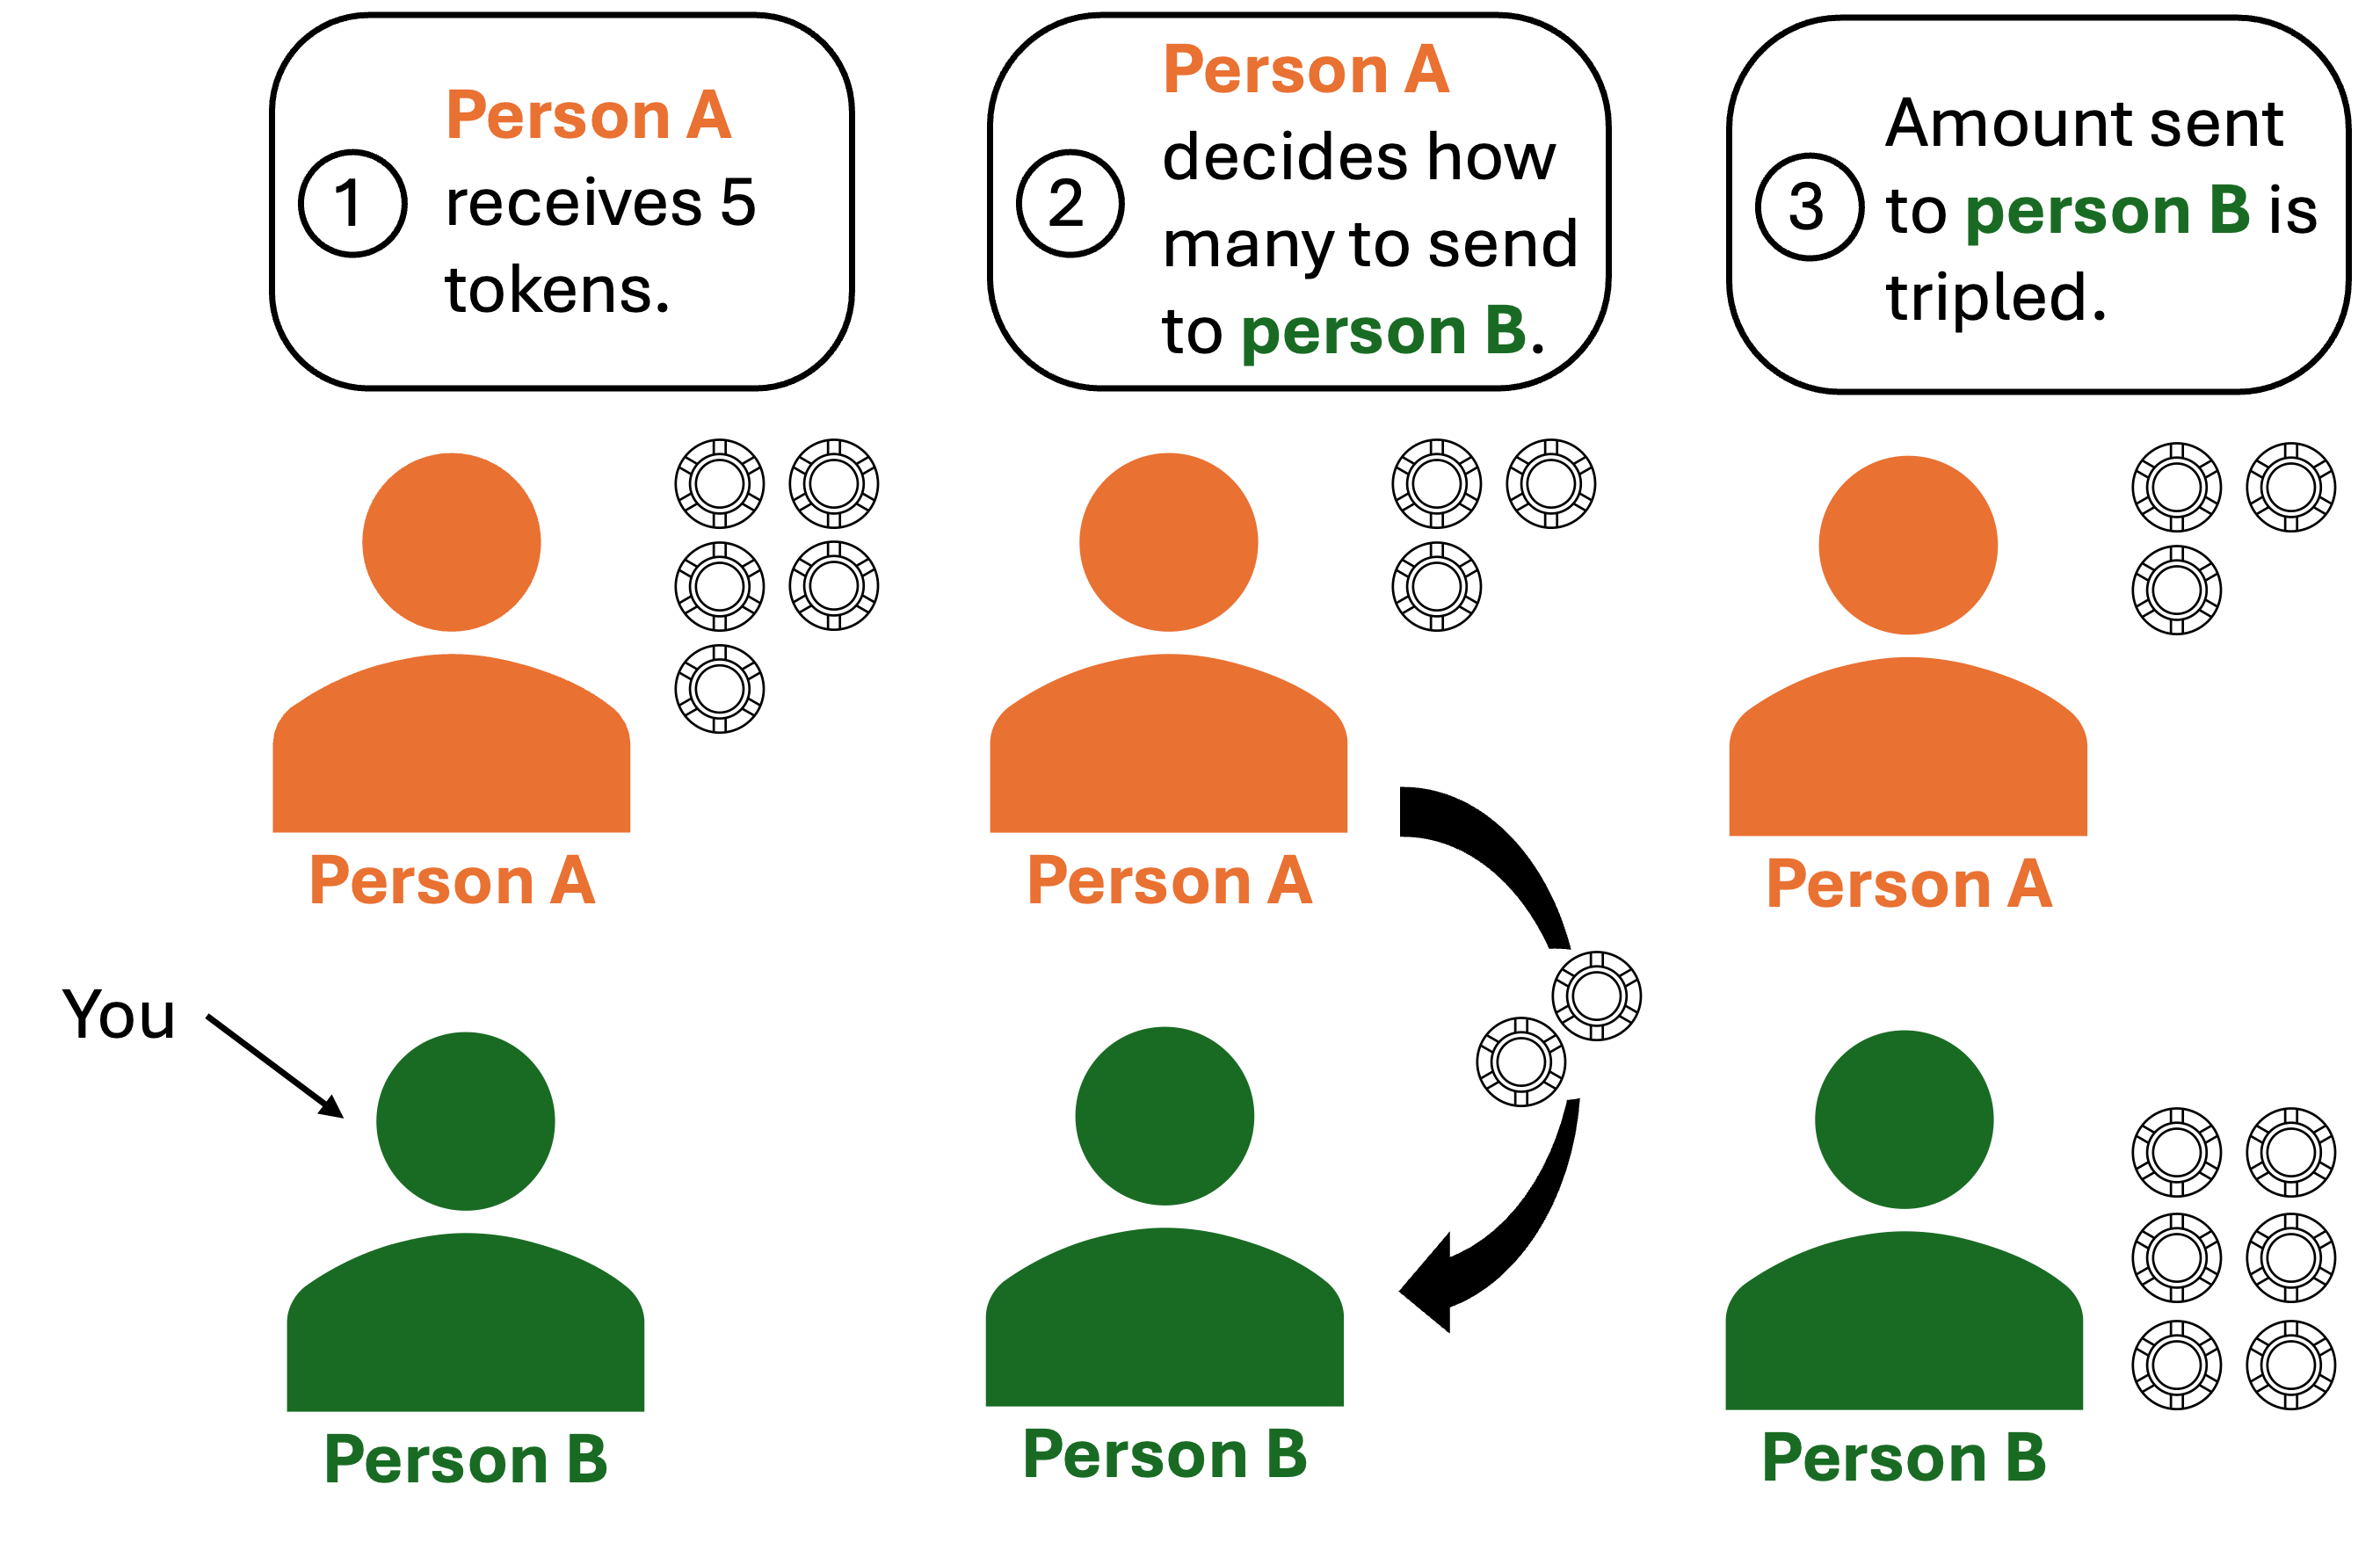 1
Person A
receives 5
tokens.
2
Person A
decides how
many to send
to person B.
3
Amount sent
to person B is
tripled.
Person A
Person A
Person A
You
Person B
Person B
Person B